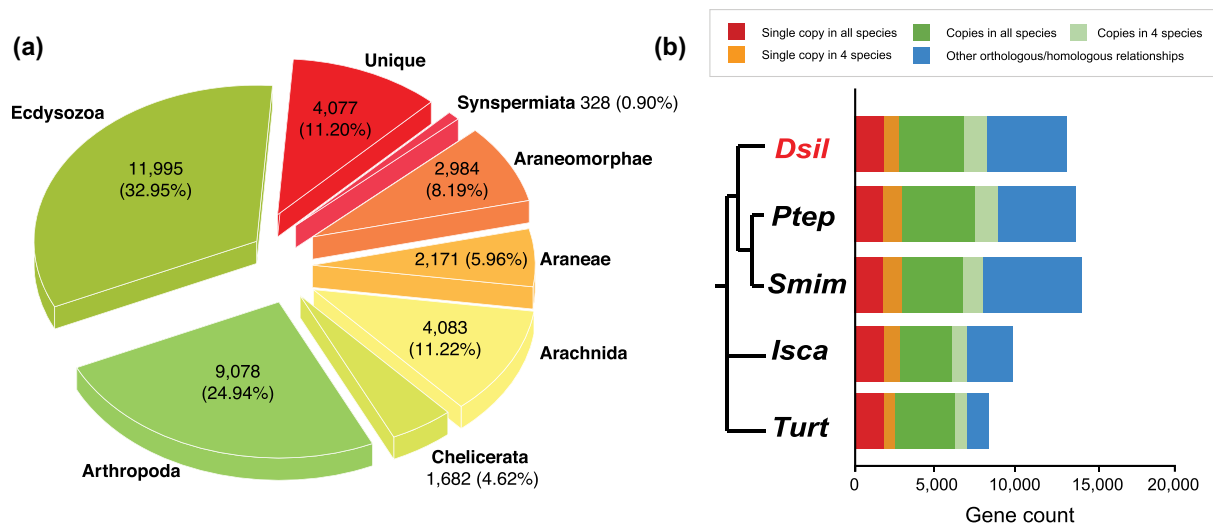 (a)
Unique
4,077
(11.20%)
Synspermiata 328 (0.90%)
Araneomorphae
2,984
(8.19%)
Araneae
2,171 (5.96%)
Arachnida
4,083
(11.22%)
Chelicerata
1,682 (4.62%)
Arthropoda
9,078
(24.94%)
Ecdysozoa
11,995
(32.95%)
(b)
Single copy in all species
Copies in all species
Copies in 4 species
Single copy in 4 species
Other orthologous/homologous relationships
Dsil
Ptep
Smim
Isca
Turt
0
5,000
10,000
15,000
20,000
Gene count